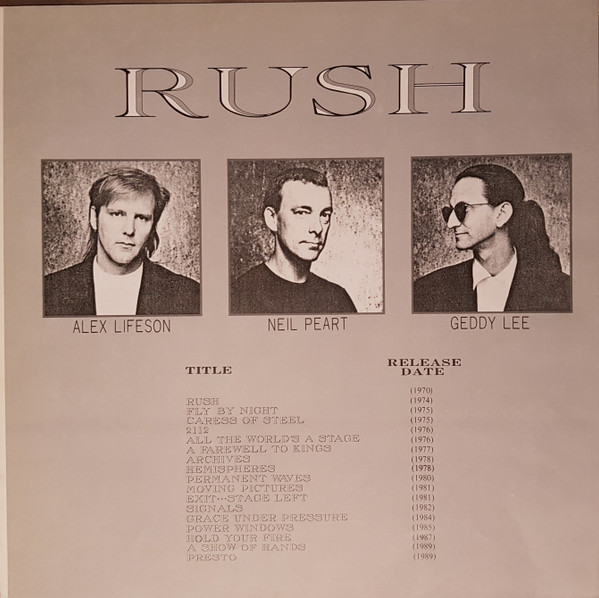 RUSH
ALEX LIFESON
NEIL PEART
GEDDY LEE
TITLE RELEASE DATE
(1970)
RUSH (1974)
FLY BY NIGHT (1975)
CARESS OF STEEL (1975)
2112 (1976)
ALL THE WORLD'S A STAGE (1976)
A FAREWELL TO KINGS (1977)
ARCHIVES (1978)
HEMISPHERES (1978)
PERMANENT WAVES (1980)
MOVING PICTURES (1981)
EXIT...STAGE LEFT (1981)
SIGNALS (1982)
GRACE UNDER PRESSURE (1984)
POWER WINDOWS (1985)
HOLD YOUR FIRE (1987)
A SHOW OF HANDS (1989)
PRESTO (1989)